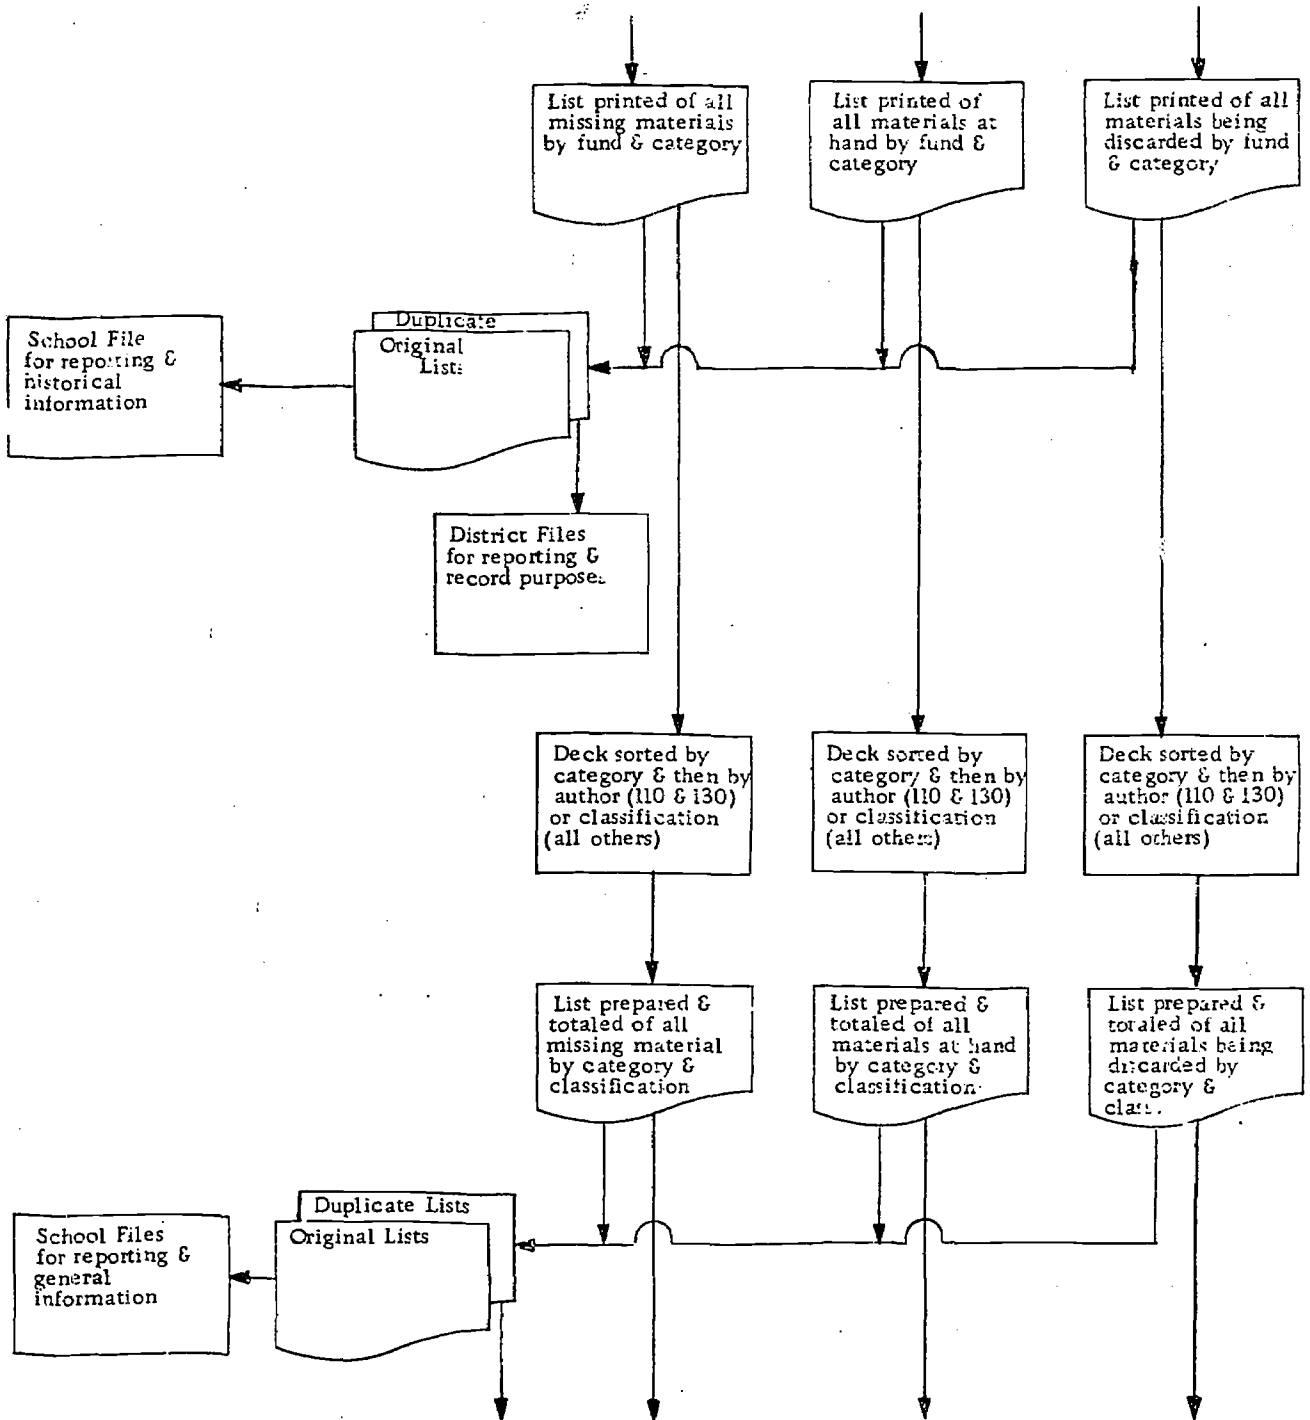 List printed of all
missing materials
by fund & category
List printed of
all materials at
hand by fund &
category
List printed of all
materials being
discarded by fund
& category
School File
for reporting &
historical
information
Duplicate
Original
Lists
District Files
for reporting &
record purposes
Deck sorted by
category & then by
author (110 & 130)
or classification
(all others)
Deck sorted by
category & then by
author (110 & 130)
or classification
(all others)
Deck sorted by
category & then by
author (110 & 130)
or classification
(all others)
List prepared &
totaled of all
missing material
by category &
classification
List prepared &
totaled of all
materials at hand
by category &
classification
List prepared &
totaled of all
materials being
discarded by
category &
class.
Duplicate Lists
Original Lists
School Files
for reporting &
general
information